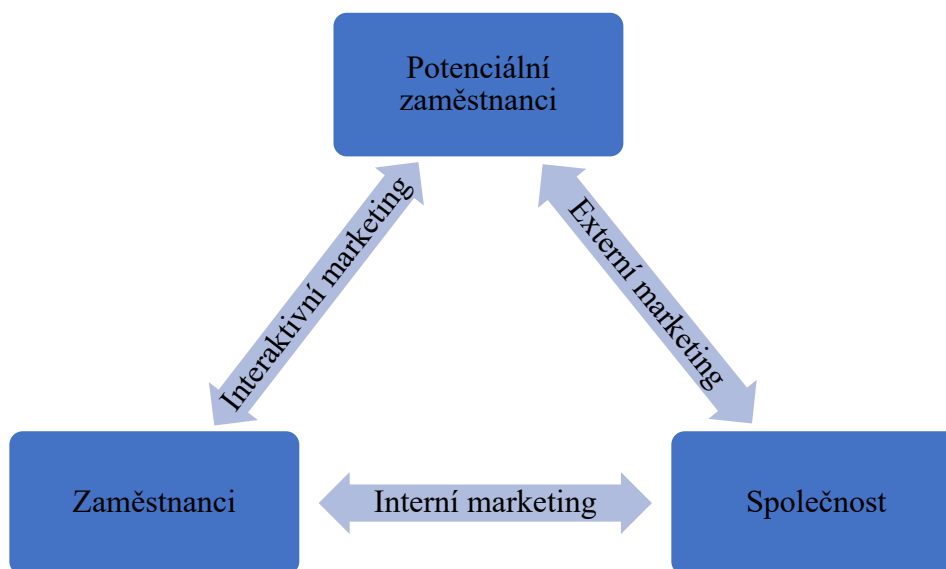 Potenciální
zaměstnanci
Interaktivní marketing
Externí marketing
Zaměstnanci
Interní marketing
Společnost